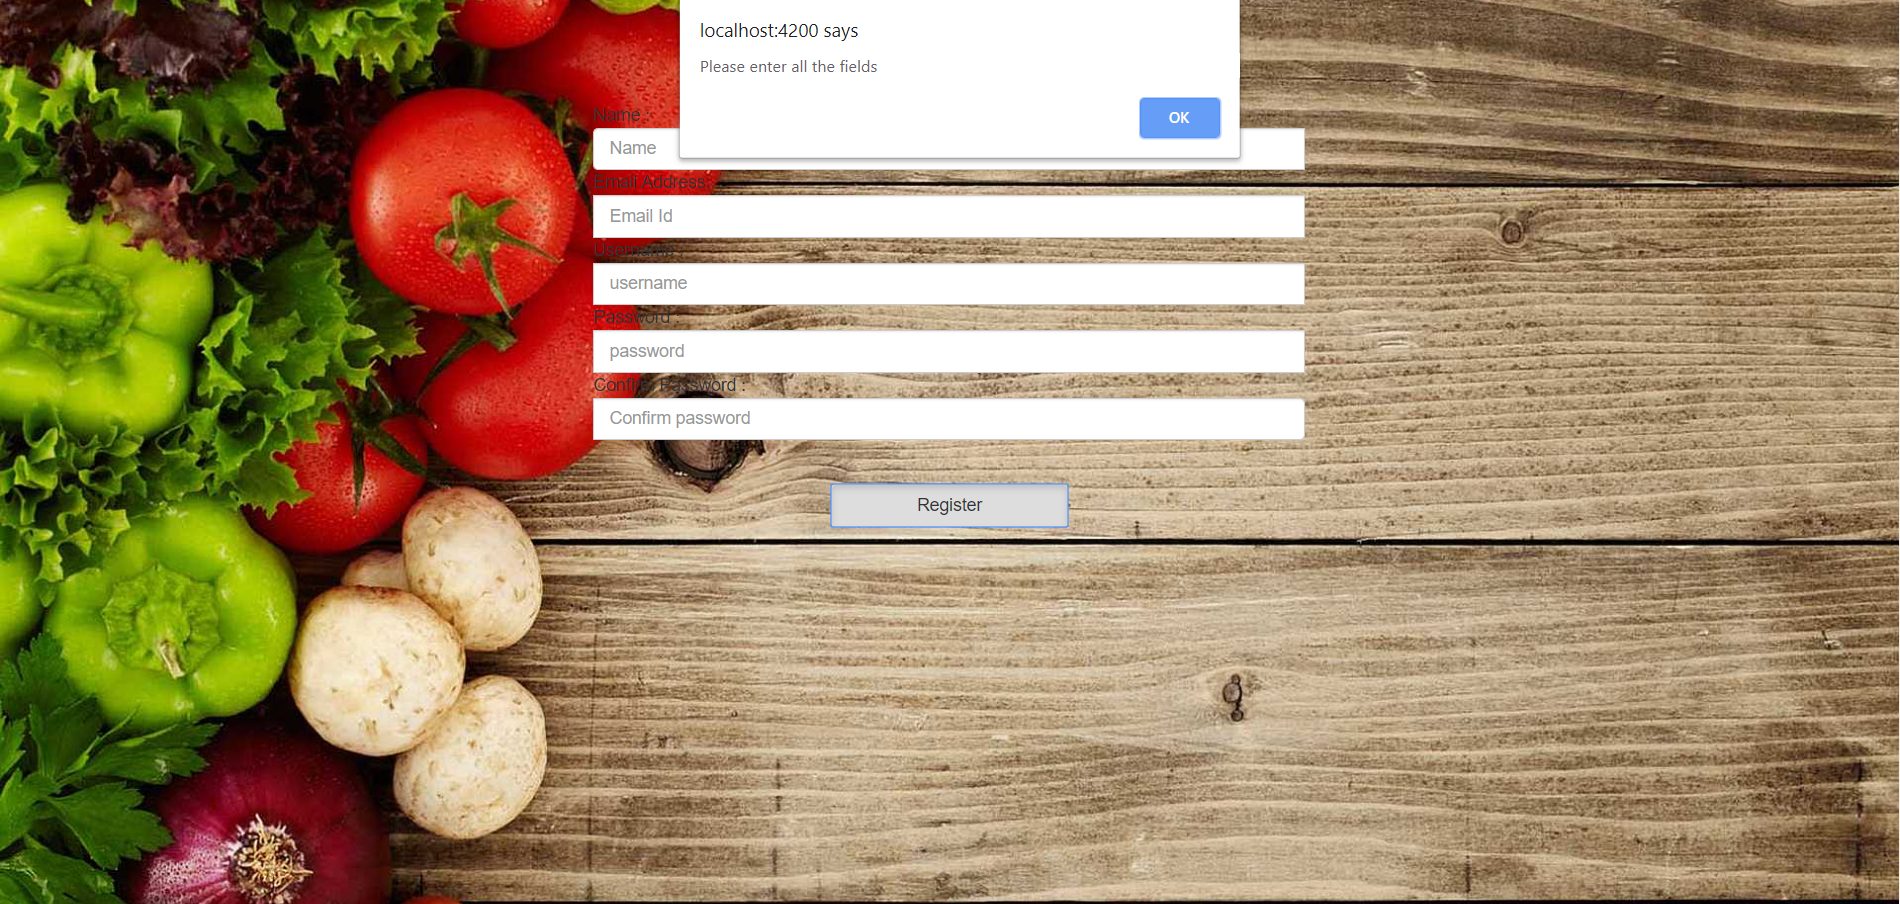 localhost:4200 says
Please enter all the fields
OK
Name :
Name
Email Address:
Email Id
Username :
username
Password :
password
Confirm Password :
Confirm password
Register